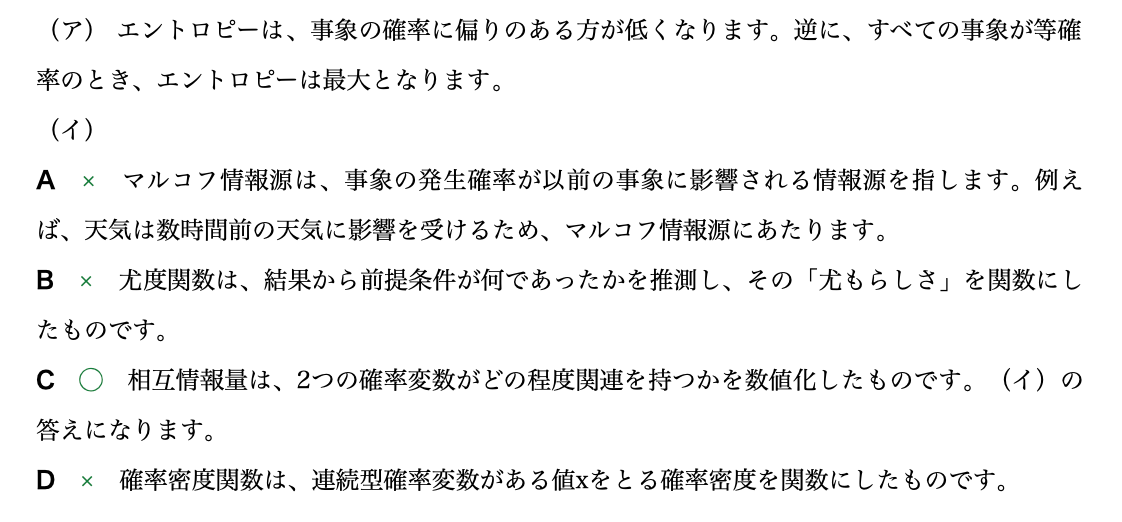 （ア） エントロピーは、事象の確率に偏りのある方が低くなります。逆に、すべての事象が等確
率のとき、エントロピーは最大となります。
（イ）
A × マルコフ情報源は、事象の発生確率が以前の事象に影響される情報源を指します。例え
ば、天気は数時間前の天気に影響を受けるため、マルコフ情報源にあたります。
B × 尤度関数は、結果から前提条件が何であったかを推測し、その「尤もらしさ」を関数にし
たものです。
C ○ 相互情報量は、2つの確率変数がどの程度関連を持つかを数値化したものです。（イ）の
答えになります。
D × 確率密度関数は、連続型確率変数がある値xをとる確率密度を関数にしたものです。